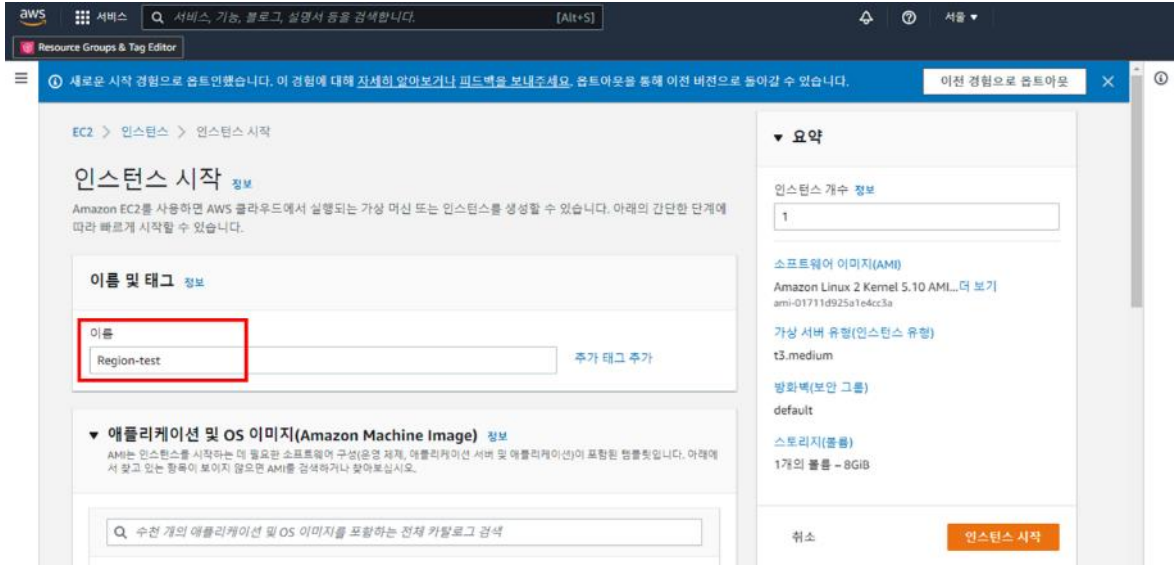 aws
서비스
서비스, 기능, 블로그, 설명서 등을 검색합니다.
[Alt+S]
서울 ▼
Resource Groups & Tag Editor
새로운 시작 경험으로 옵트인했습니다. 이 경험에 대해 자세히 알아보거나 피드백을 보내주세요. 옵트아웃을 통해 이전 버전으로 돌아갈 수 있습니다.
이전 경험으로 옵트아웃
EC2 > 인스턴스 > 인스턴스 시작
인스턴스 시작 정보
Amazon EC2를 사용하면 AWS 클라우드에서 실행되는 가상 머신 또는 인스턴스를 생성할 수 있습니다. 아래의 간단한 단계에
따라 빠르게 시작할 수 있습니다.
이름 및 태그 정보
이름
Region-test
추가 태그 추가
▼ 애플리케이션 및 OS 이미지(Amazon Machine Image) 정보
AMI는 인스턴스를 시작하는 데 필요한 소프트웨어 구성(운영 체제, 애플리케이션 서버 및 애플리케이션)이 포함된 템플릿입니다. 아래에
서 찾고 있는 항목이 보이지 않으면 AMI를 검색하거나 찾아보십시오.
수천 개의 애플리케이션 및 OS 이미지를 포함하는 전체 카탈로그 검색
▼ 요약
인스턴스 개수 정보
1
소프트웨어 이미지(AMI)
Amazon Linux 2 Kernel 5.10 AMI...더 보기
ami-01711d925a1e4cc3a
가상 서버 유형(인스턴스 유형)
t3.medium
방화벽(보안 그룹)
default
스토리지(볼륨)
1개의 볼륨 – 8GiB
취소
인스턴스 시작